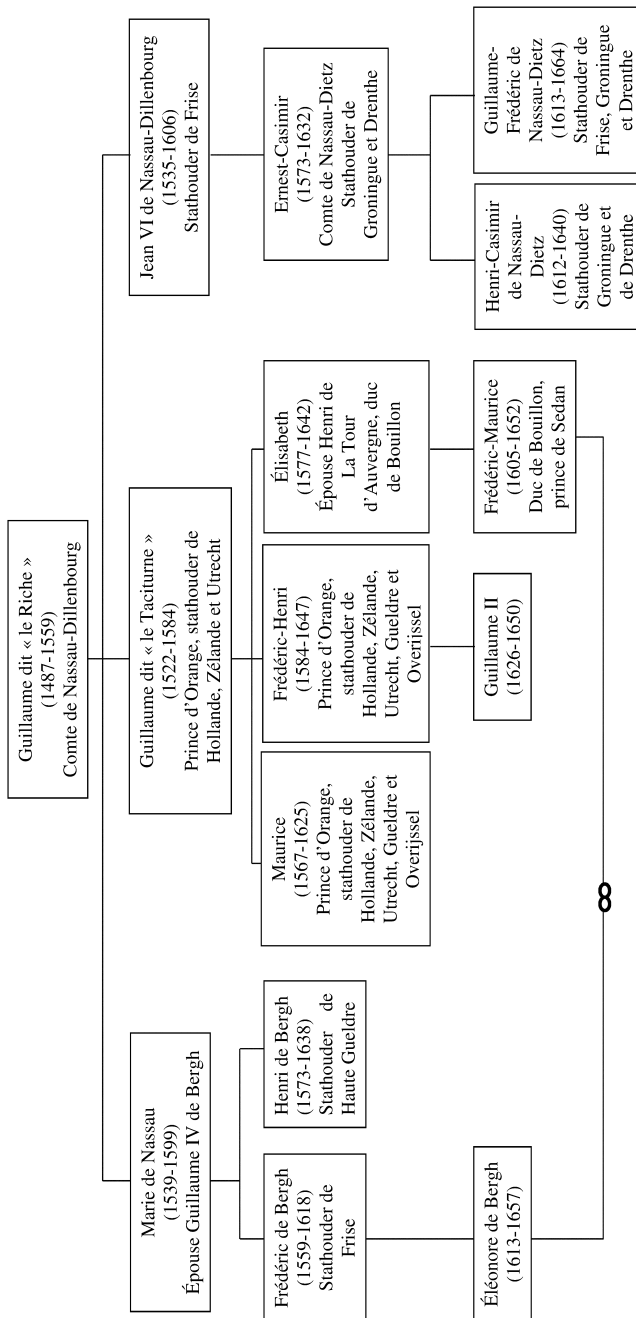 Guillaume dit « le Riche »
(1487-1559)
Comte de Nassau-Dillenbourg
Marie de Nassau
(1539-1599)
Épouse Guillaume IV de Bergh
Guillaume dit « le Taciturne »
(1522-1584)
Prince d’Orange, stathouder de
Hollande, Zélande et Utrecht
Jean VI de Nassau-Dillenbourg
(1535-1606)
Stathouder de Frise
Frédéric de Bergh
(1559-1618)
Stathouder de
Frise
Henri de Bergh
(1573-1638)
Stathouder de
Haute Gueldre
Maurice
(1567-1625)
Prince d’Orange,
stathouder de
Hollande, Zélande,
Utrecht, Gueldre et
Overijssel
Frédéric-Henri
(1584-1647)
Prince d’Orange,
stathouder de
Hollande, Zélande,
Utrecht, Gueldre et
Overijssel
Élisabeth
(1577-1642)
Épouse Henri de
La Tour
d’Auvergne, duc
de Bouillon
Ernest-Casimir
(1573-1632)
Comte de Nassau-Dietz
Stathouder de
Groningue et Drenthe
Éléonore de Bergh
(1613-1657)
Guillaume II
(1626-1650)
Frédéric-Maurice
(1605-1652)
Duc de Bouillon,
prince de Sedan
Henri-Casimir
de Nassau-
Dietz
(1612-1640)
Stathouder de
Groningue et
de Drenthe
Guillaume-
Frédéric de
Nassau-Dietz
(1613-1664)
Stathouder de
Frise, Groningue
et Drenthe